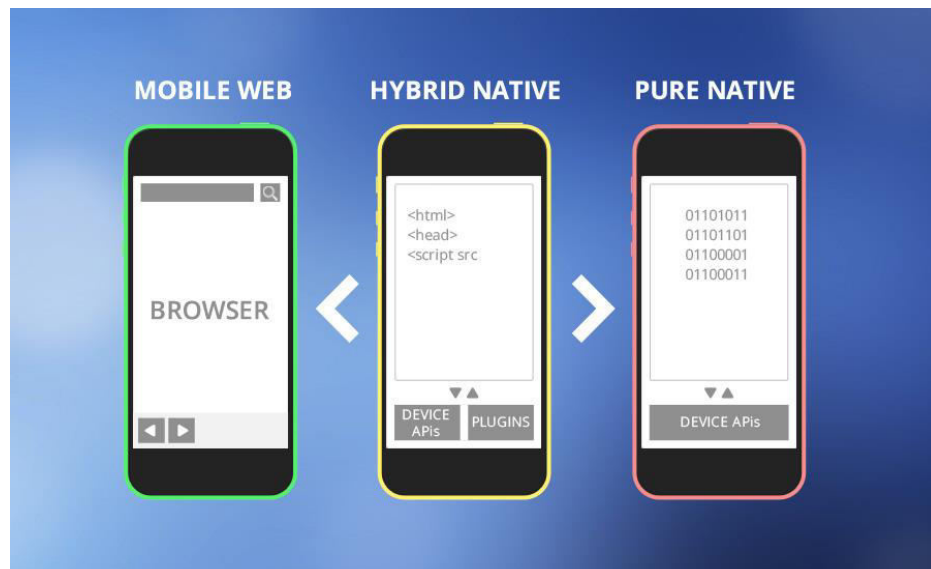 MOBILE WEB
HYBRID NATIVE
PURE NATIVE
BROWSER
<html>
<head>
<script src
DEVICE
APis
PLUGINS
01101011
01101101
01100001
01100011
DEVICE APis